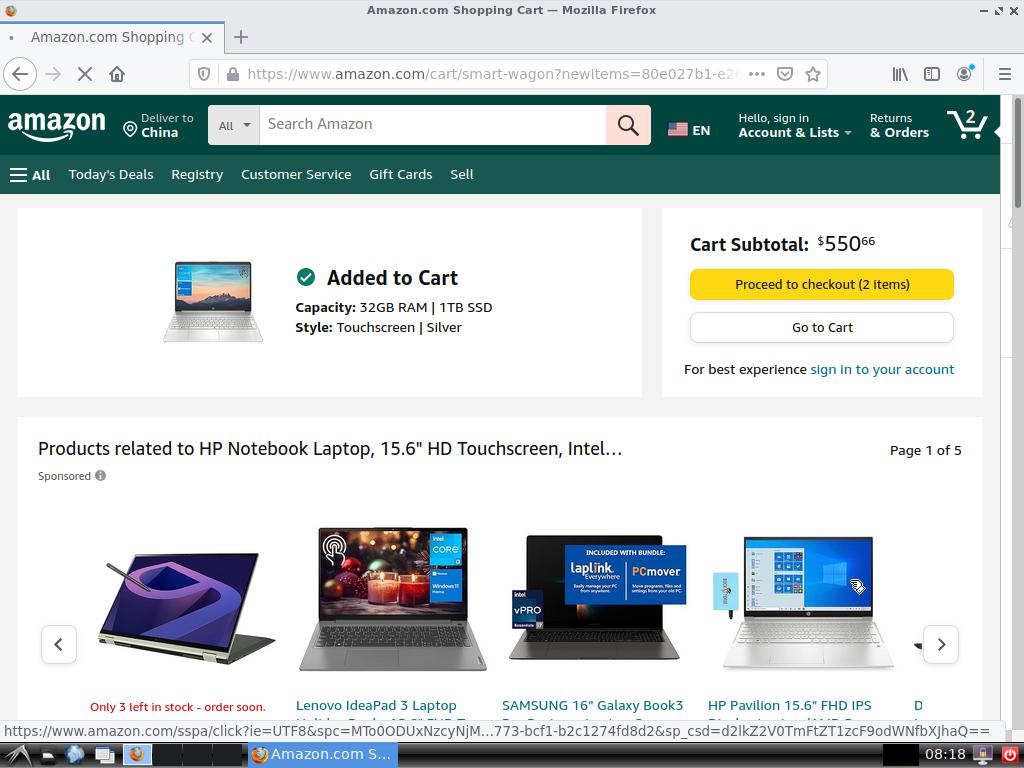 Amazon.com Shopping Cart — Mozilla Firefox
Amazon.com Shopping C
https://www.amazon.com/cart/smart-wagon?newItems=80e027b1-e2
amazon
Deliver to
China
All
Search Amazon
EN
Hello, sign in
Account & Lists
Returns
& Orders
2
All
Today's Deals
Registry
Customer Service
Gift Cards
Sell
Added to Cart
Capacity: 32GB RAM | 1TB SSD
Style: Touchscreen | Silver
Cart Subtotal: $550.66
Proceed to checkout (2 items)
Go to Cart
For best experience sign in to your account
Products related to HP Notebook Laptop, 15.6" HD Touchscreen, Intel…
Page 1 of 5
Sponsored
intel
CORE
Windows 11
Home
INCLUDED WITH BUNDLE:
laplink.
Everywhere
PCmover
intel
vPRO
Essentials
Only 3 left in stock - order soon.
Lenovo IdeaPad 3 Laptop
SAMSUNG 16" Galaxy Book3
HP Pavilion 15.6" FHD IPS
D
https://www.amazon.com/sspa/click?ie=UTF8&spc=MTo0ODUxNzcyNjM...773-bcf1-b2c1274fd8d2&sp_csd=d2lkZ2V0TmFtZT1zcF9odWNfbXJhaQ==
Amazon.com S...
08:18